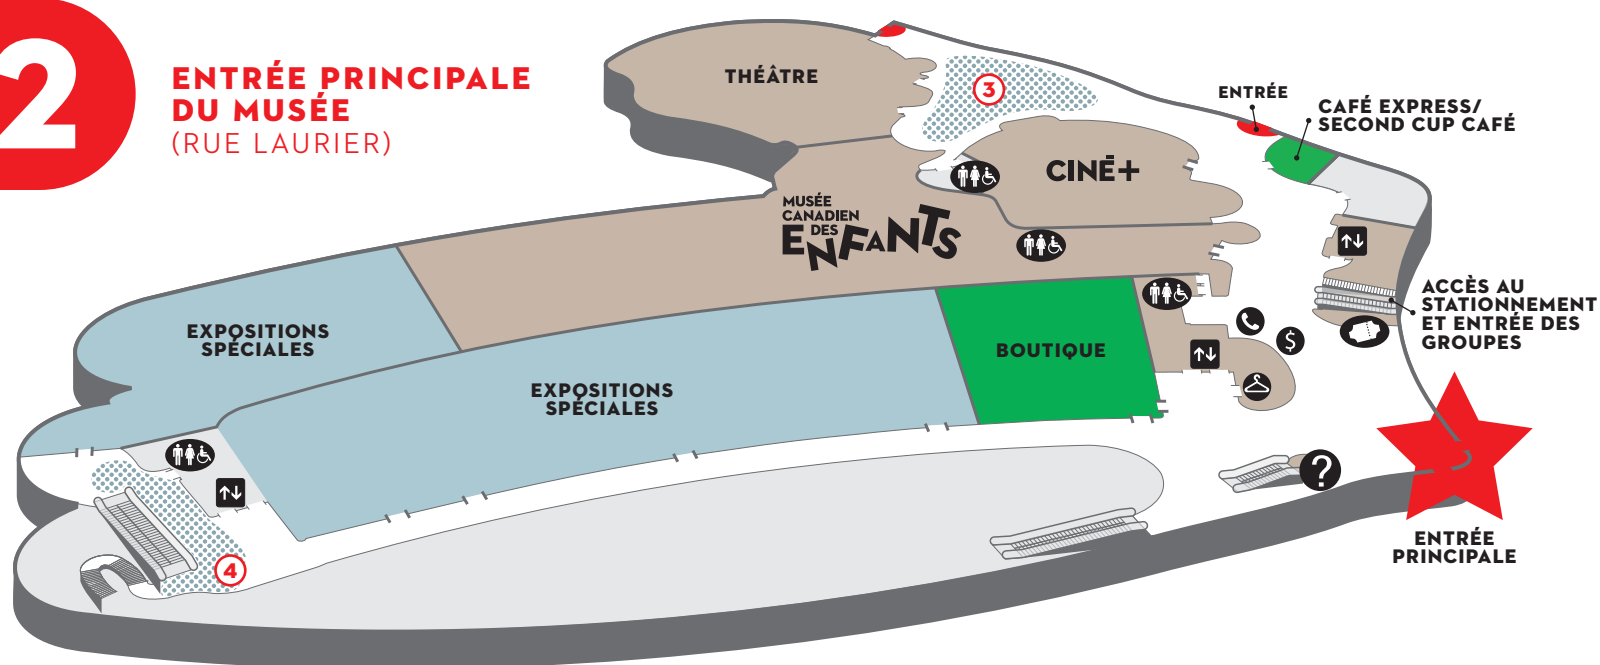 2
ENTRÉE PRINCIPALE
DU MUSÉE
(RUE LAURIER)
THÉÂTRE
3
ENTRÉE
CAFÉ EXPRESS/
SECOND CUP CAFÉ
CINÉ+
MUSÉE
CANADIEN
DES
ENFANTS
ACCÈS AU
STATIONNEMENT
ET ENTRÉE DES
GROUPES
EXPOSITIONS
SPÉCIALES
BOUTIQUE
$
EXPOSITIONS
SPÉCIALES
?
4
ENTRÉE
PRINCIPALE